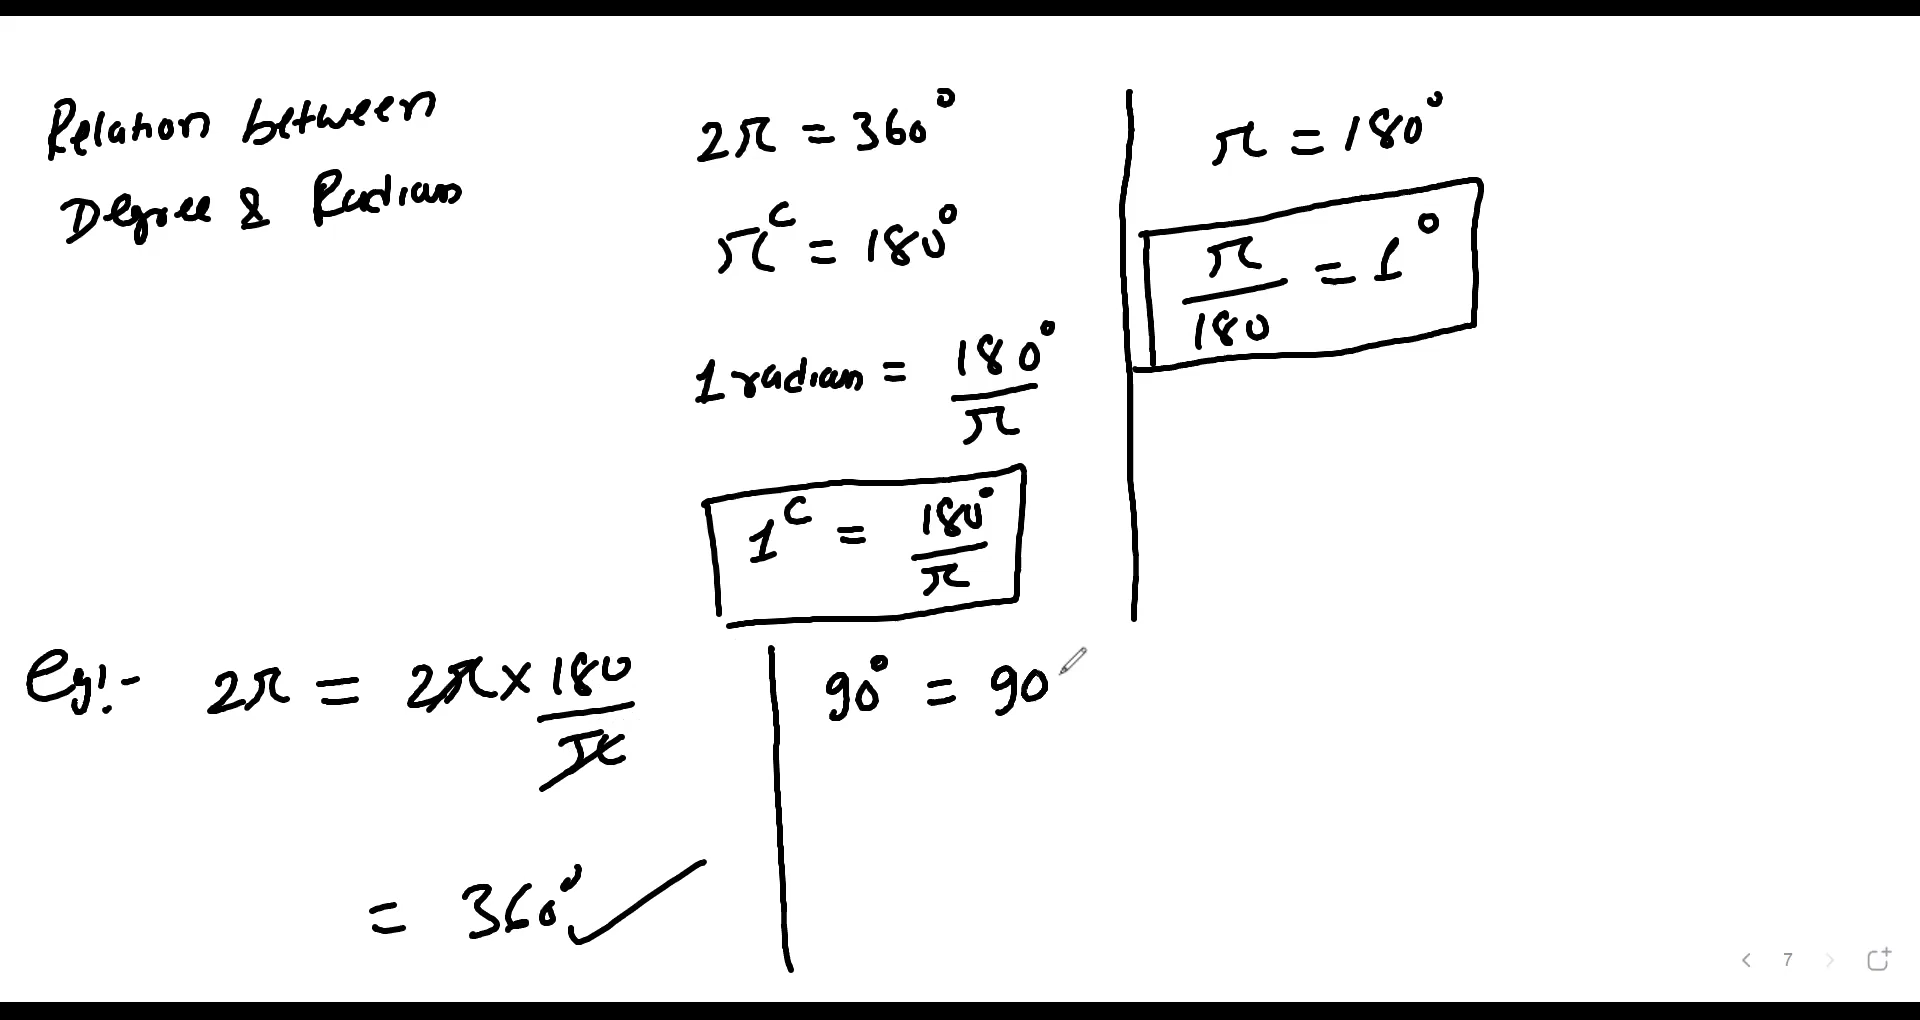 Relation between
Degree & Radian
2π = 360°
π^c = 180°
1 radian = 180°/π
1^c = 180°/π
π = 180°
π/180 = 1°
Eg:- 2π = 2π × 180/π
= 360°
90° = 90
7